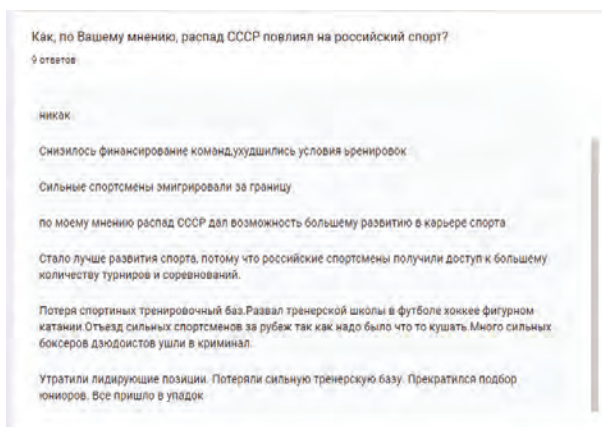 Как, по Вашему мнению, распад СССР повлиял на российский спорт?
9 ответов
никак
Снизилось финансирование команд,ухудшились условия ьренировок
Сильные спортсмены эмигрировали за границу
по моему мнению распад СССР дал возможность большему развитию в карьере спорта
Стало лучше развития спорта, потому что российские спортсмены получили доступ к большему
количеству турниров и соревнований.
Потеря спортиных тренировочный баз.Развал тренерской школы в футболе хоккее фигурном
катании.Отъезд сильных спортсменов за рубеж так как надо было что то кушать.Много сильных
боксеров дзюдоистов ушли в криминал.
Утратили лидирующие позиции. Потеряли сильную тренерскую базу. Прекратился подбор
юниоров. Все пришло в упадок